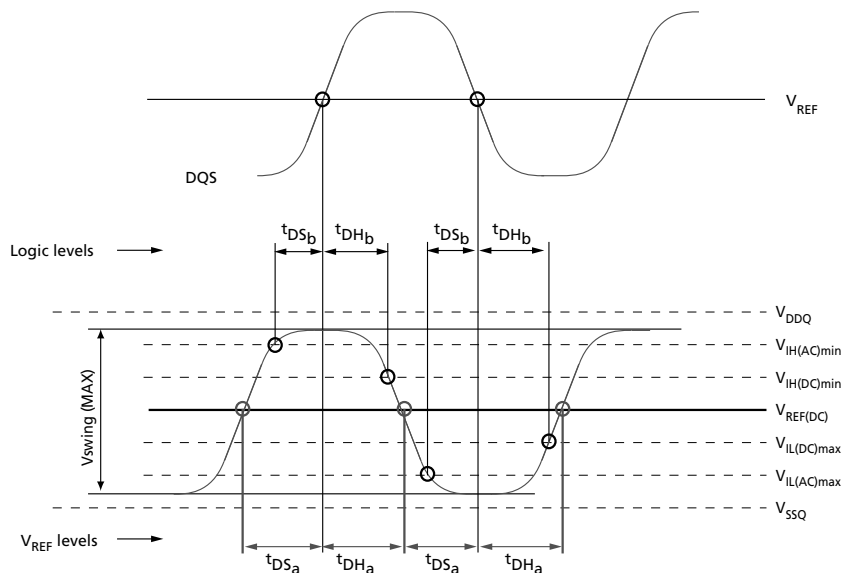 V_REF
DQS
t_DS_b t_DH_b t_DS_b t_DH_b
Logic levels
V_DDQ
V_IH(AC)min
V_IH(DC)min
V_REF(DC)
V_IL(DC)max
V_IL(AC)max
V_SSQ
Vswing (MAX)
V_REF levels
t_DS_a t_DH_a t_DS_a t_DH_a